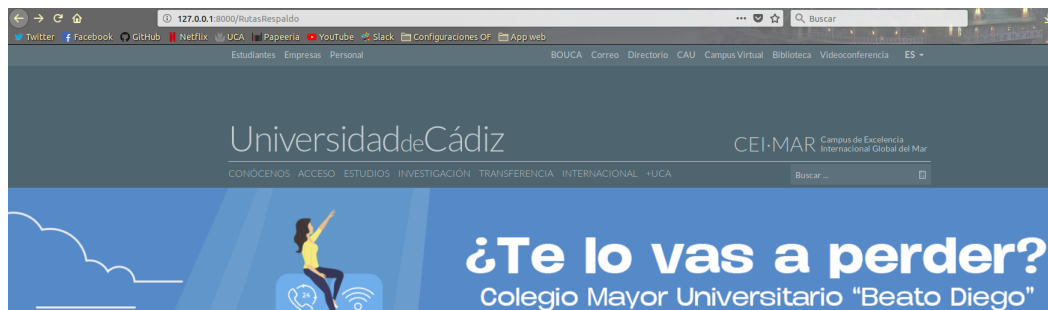 127.0.0.1:8000/RutasRespaldo
Buscar
Twitter Facebook GitHub Netflix UCA Papeeria YouTube Slack Configuraciones OF App web
Estudiantes Empresas Personal BOUCA Correo Directorio CAU Campus Virtual Biblioteca Videoconferencia ES
UniversidaddeCádiz
CEI·MAR Campus de Excelencia
Internacional Global del Mar
CONÓCENOS ACCESO ESTUDIOS INVESTIGACIÓN TRANSFERENCIA INTERNACIONAL +UCA
Buscar ...
¿Te lo vas a perder?
Colegio Mayor Universitario “Beato Diego”
24